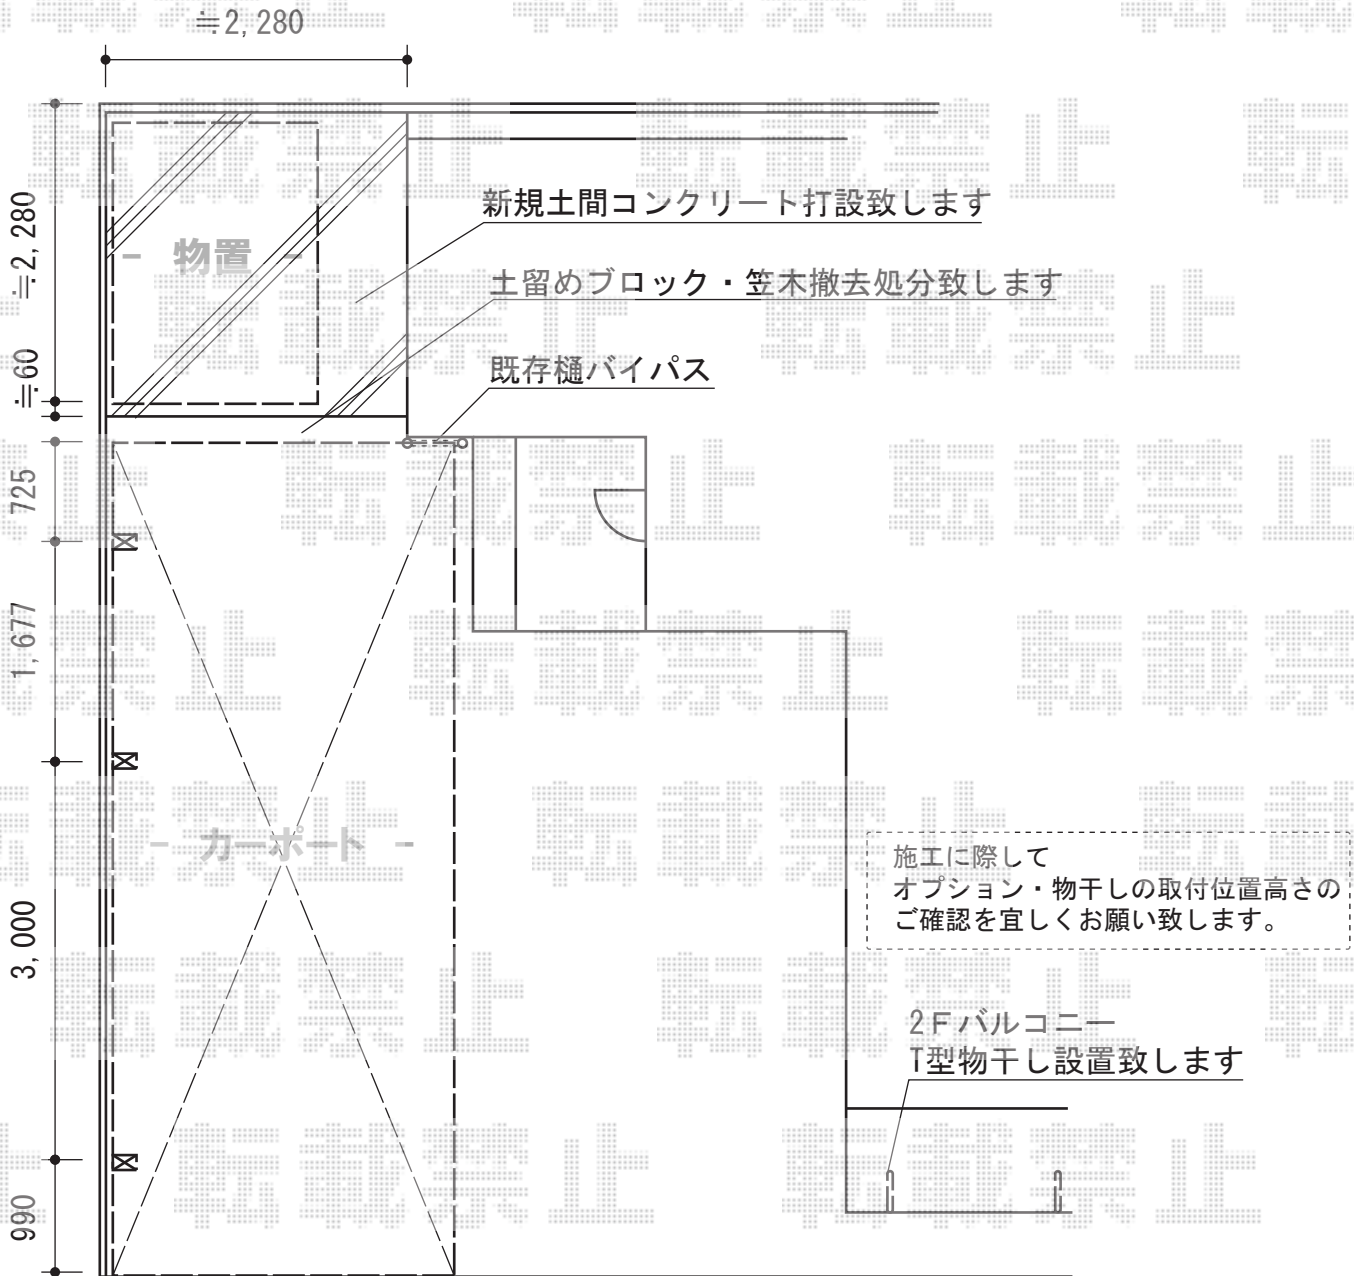 ≒2,280
≒2,280
≒60
725
1,677
3,000
990
新規土間コンクリート打設致します
- 物置 -
土留めブロック・笠木撤去処分致します
既存樋バイパス
- カーポート -
施工に際して
オプション・物干しの取付位置高さの
ご確認を宜しくお願い致します。
2Fバルコニー
T型物干し設置致します
転載禁止